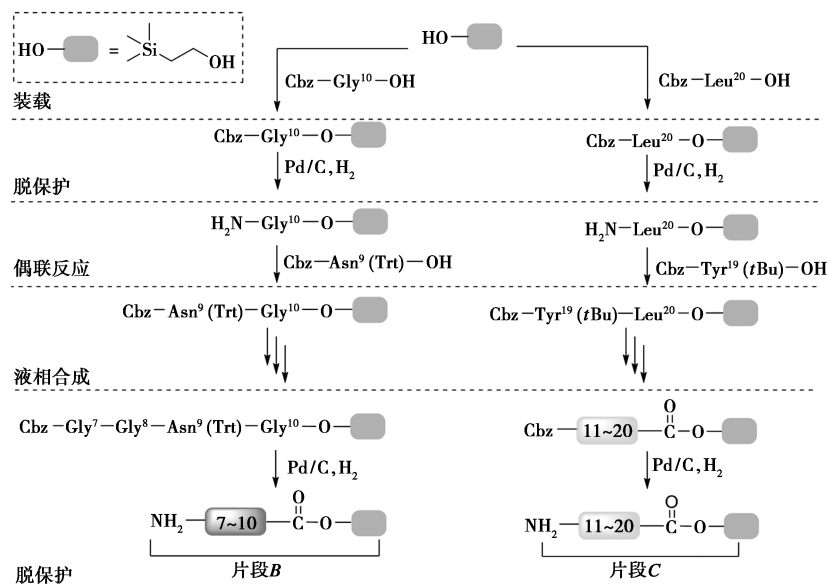 HO— = Si OH
HO—
Cbz—Gly¹⁰—OH
Cbz—Leu²⁰—OH
装载
Cbz—Gly¹⁰—O—
Cbz—Leu²⁰—O—
Pd/C,H₂
Pd/C,H₂
脱保护
H₂N—Gly¹⁰—O—
H₂N—Leu²⁰—O—
偶联反应
Cbz—Asn⁹(Trt)—OH
Cbz—Tyr¹⁹(tBu)—OH
Cbz—Asn⁹(Trt)—Gly¹⁰—O—
Cbz—Tyr¹⁹(tBu)—Leu²⁰—O—
液相合成
Cbz—Gly⁷—Gly⁸—Asn⁹(Trt)—Gly¹⁰—O—
Cbz—11~20—C(=O)—O—
Pd/C,H₂
Pd/C,H₂
NH₂—7~10—C(=O)—O—
NH₂—11~20—C(=O)—O—
脱保护
片段B
片段C